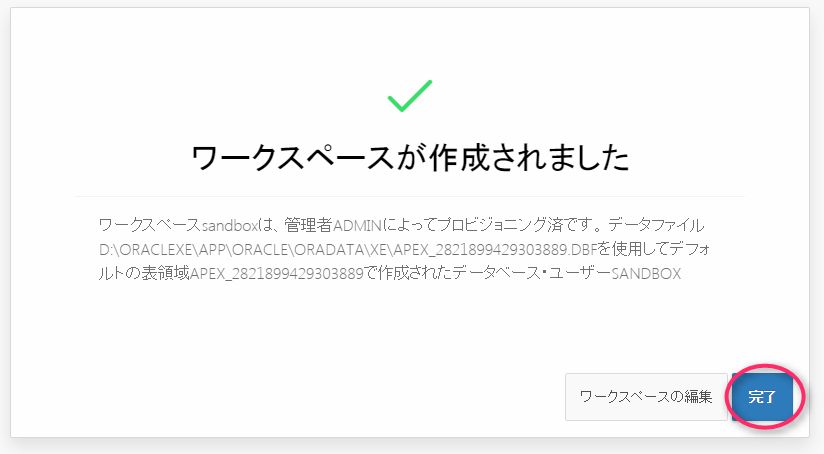 ワークスペースが作成されました
ワークスペースsandboxは、管理者ADMINによってプロビジョニング済です。データファイル
D:\ORACLEXE\APP\ORACLE\ORADATA\XE\APEX_2821899429303889.DBFを使用してデフォ
ルトの表領域APEX_2821899429303889で作成されたデータベース・ユーザーSANDBOX
ワークスペースの編集
完了